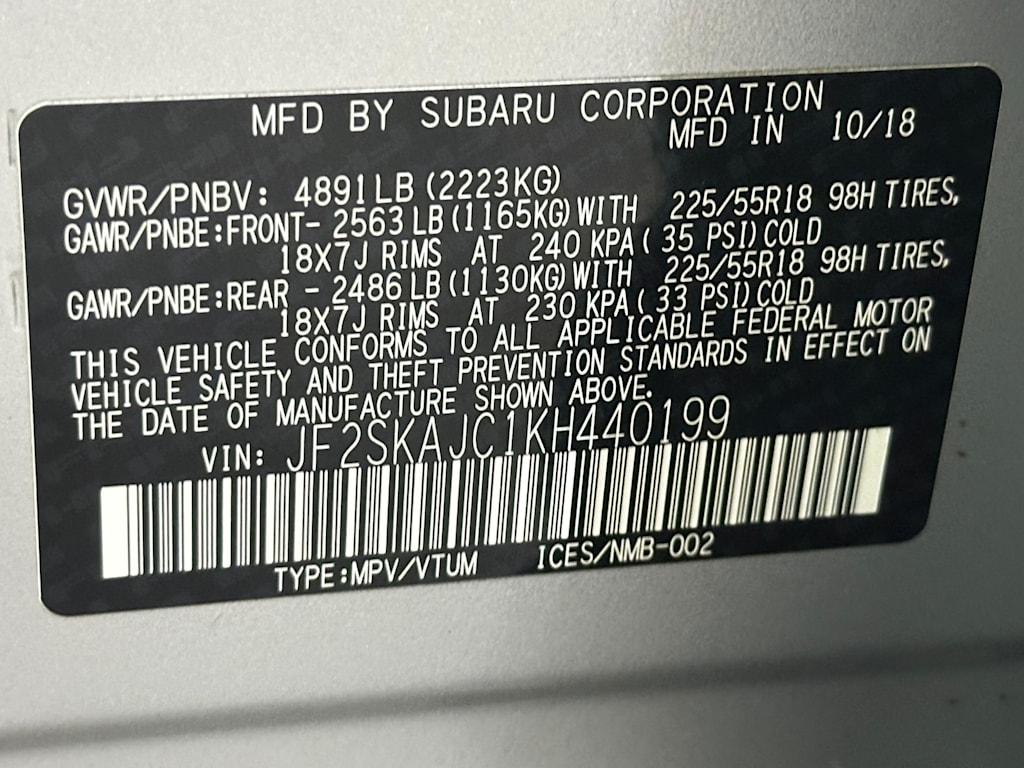 MFD BY SUBARU CORPORATION
MFD IN 10/18
GVWR/PNBV: 4891LB (2223KG)
GAWR/PNBE:FRONT- 2563 LB (1165KG) WITH 225/55R18 98H TIRES,
18X7J RIMS AT 240 KPA ( 35 PSI) COLD
GAWR/PNBE:REAR - 2486 LB (1130KG) WITH 225/55R18 98H TIRES,
18X7J RIMS AT 230 KPA ( 33 PSI) COLD
THIS VEHICLE CONFORMS TO ALL APPLICABLE FEDERAL MOTOR
VEHICLE SAFETY AND THEFT PREVENTION STANDARDS IN EFFECT ON
THE DATE OF MANUFACTURE SHOWN ABOVE.
VIN: JF2SKAJC1KH440199
TYPE:MPV/VTUM ICES/NMB-002